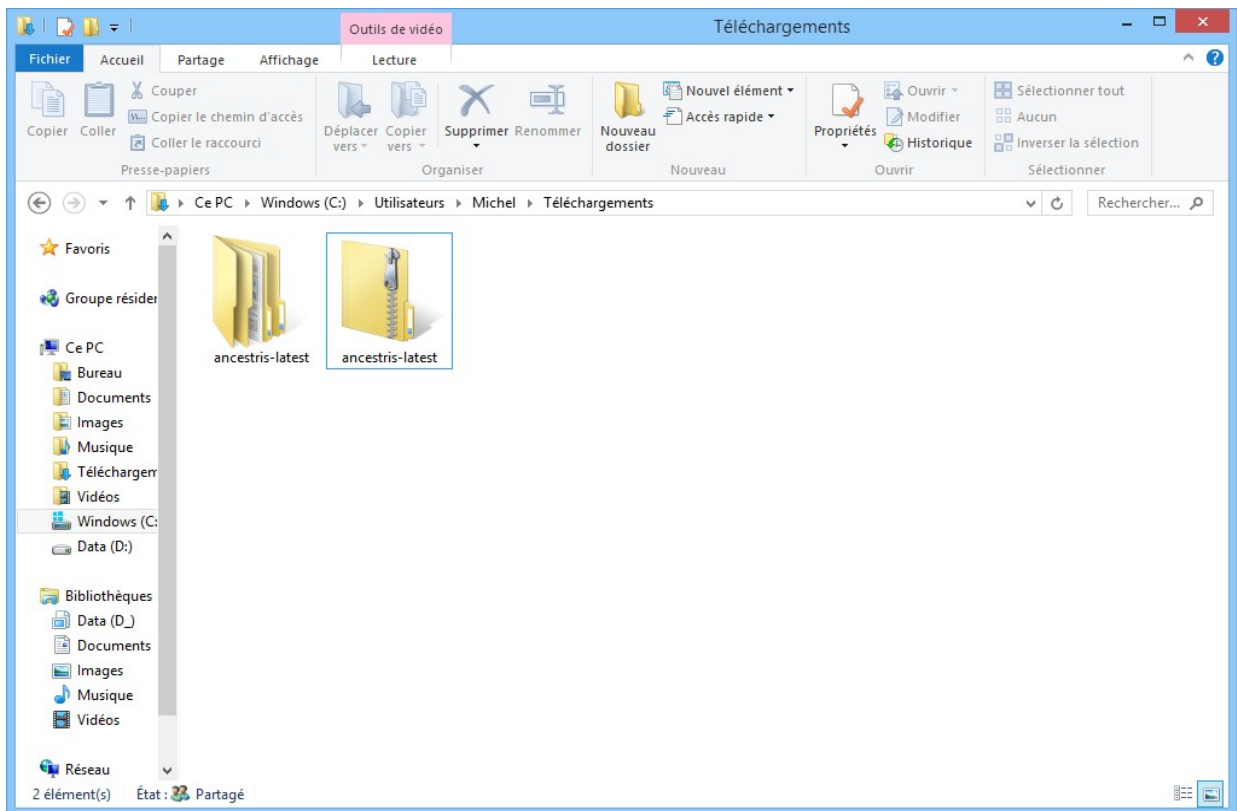 Outils de vidéo
Téléchargements
Fichier Accueil Partage Affichage Lecture
Copier
Coller
Couper
Copier le chemin d'accès
Coller le raccourci
Presse-papiers
Déplacer vers
Copier vers
Supprimer
Renommer
Organiser
Nouveau dossier
Nouvel élément
Accès rapide
Nouveau
Propriétés
Ouvrir
Modifier
Historique
Ouvrir
Sélectionner tout
Aucun
Inverser la sélection
Sélectionner
Ce PC Windows (C:) Utilisateurs Michel Téléchargements
Rechercher...
Favoris
Groupe résiden
Ce PC
Bureau
Documents
Images
Musique
Téléchargem
Vidéos
Windows (C:
Data (D:)
Bibliothèques
Data (D_)
Documents
Images
Musique
Vidéos
Réseau
ancestris-latest
ancestris-latest
2 élément(s) État : Partagé